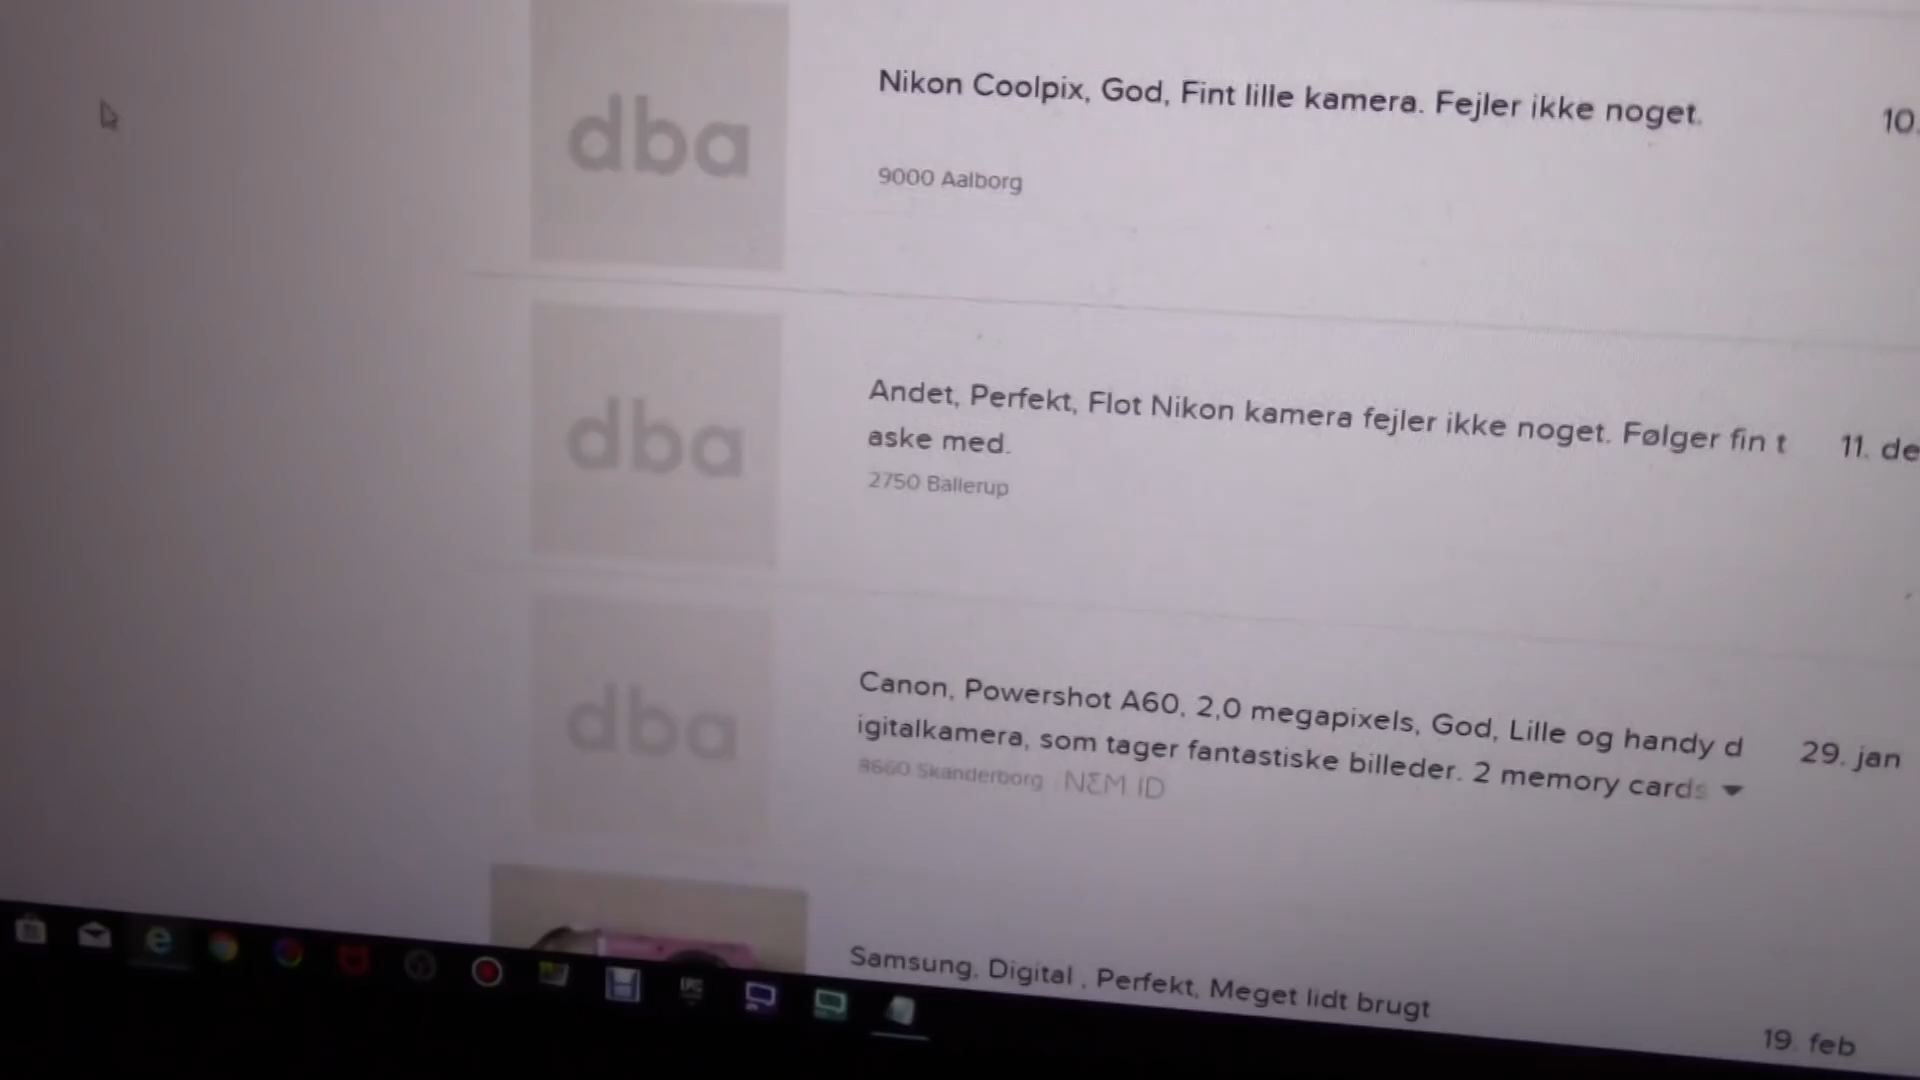 dba
Nikon Coolpix, God, Fint lille kamera. Fejler ikke noget.
10.
9000 Aalborg
dba
Andet, Perfekt, Flot Nikon kamera fejler ikke noget. Følger fin t
aske med.
11. de
2750 Ballerup
dba
Canon, Powershot A60, 2,0 megapixels, God, Lille og handy d
igitalkamera, som tager fantastiske billeder. 2 memory cards
29. jan
8660 Skanderborg
NEM ID
Samsung, Digital , Perfekt, Meget lidt brugt
19. feb
EPIC